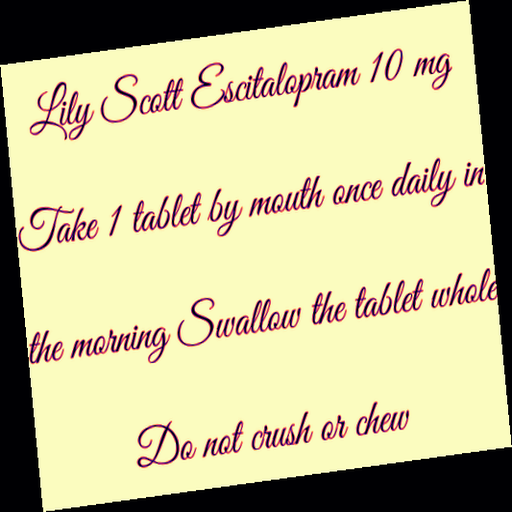 Lily Scott Escitalopram 10 mg
Take 1 tablet by mouth once daily in
the morning Swallow the tablet whole
Do not crush or chew